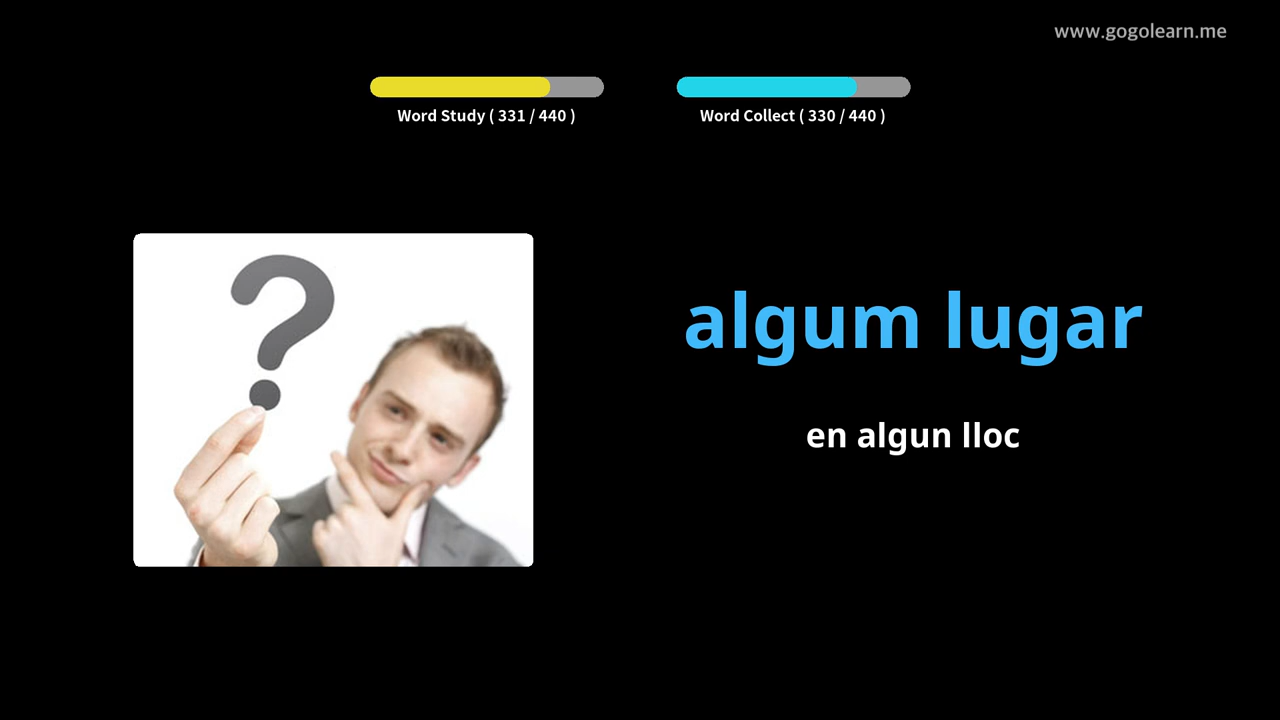 www.gogolearn.me
Word Study ( 331 / 440 )
Word Collect ( 330 / 440 )
algum lugar
en algun lloc